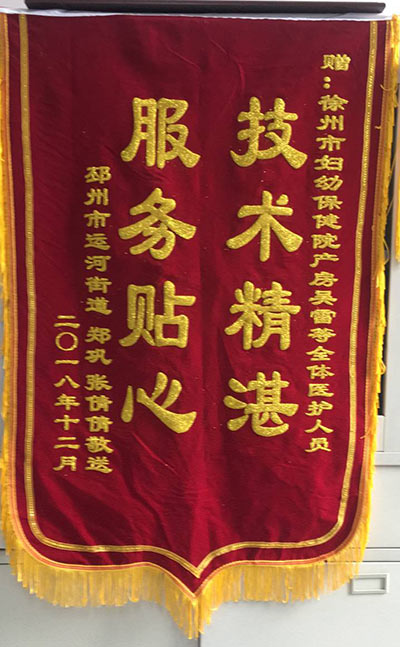 赠:徐州市妇幼保健院产房吴雷等全体医护人员
技术精湛
服务贴心
邳州市运河街道 郑巩 张倩倩敬送
二〇一八年十二月